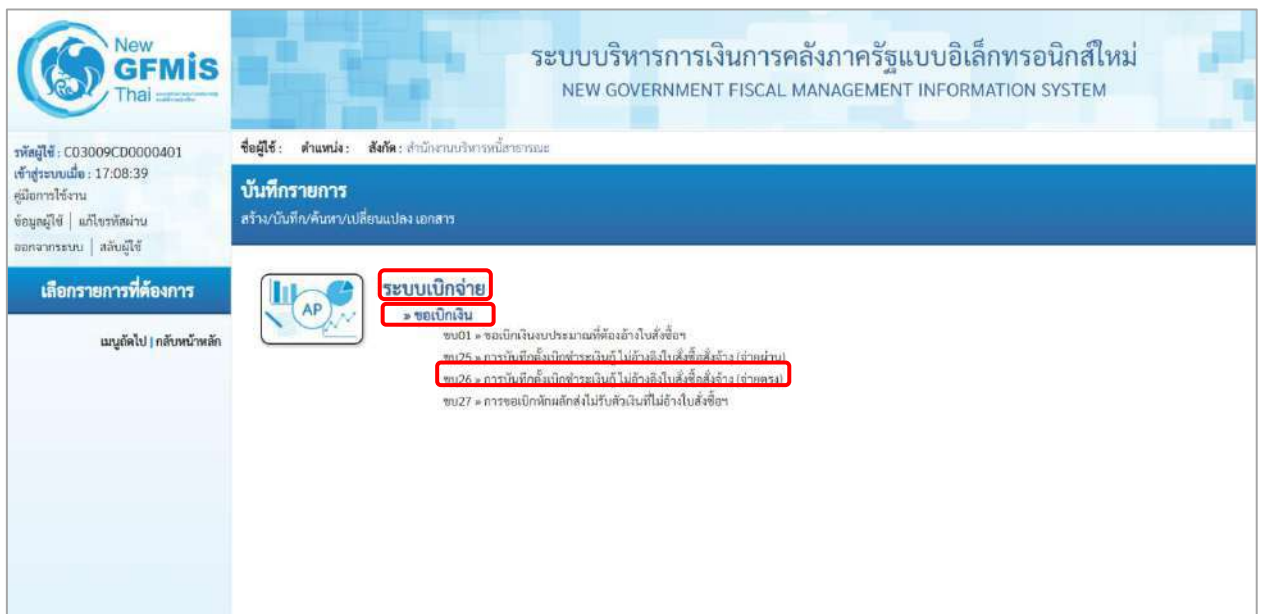 New
GFMIS
Thai
ระบบบริหารการเงินการคลังภาครัฐแบบอิเล็กทรอนิกส์ใหม่
NEW GOVERNMENT FISCAL MANAGEMENT INFORMATION SYSTEM
รหัสผู้ใช้ : C03009CD0000401
เข้าสู่ระบบเมื่อ : 17:08:39
คู่มือการใช้งาน
ข้อมูลผู้ใช้ | แก้ไขรหัสผ่าน
ออกจากระบบ | สลับผู้ใช้
ชื่อผู้ใช้ : ตำแหน่ง : สังกัด : สำนักงานบริหารหนี้สาธารณะ
บันทึกรายการ
สร้าง/บันทึก/ค้นหา/เปลี่ยนแปลง เอกสาร
เลือกรายการที่ต้องการ
เมนูถัดไป | กลับหน้าหลัก
AP
ระบบเบิกจ่าย
» ขอเบิกเงิน
ขบ01 » ขอเบิกเงินงบประมาณที่ต้องอ้างใบสั่งซื้อฯ
ขบ25 » การบันทึกตั้งเบิกชำระเงินกู้ ไม่อ้างอิงใบสั่งซื้อสั่งจ้าง (จ่ายผ่าน)
ขบ26 » การบันทึกตั้งเบิกชำระเงินกู้ ไม่อ้างอิงใบสั่งซื้อสั่งจ้าง (จ่ายตรง)
ขบ27 » การขอเบิกหักผลักส่งไม่รับตัวเงินที่ไม่อ้างใบสั่งซื้อฯ